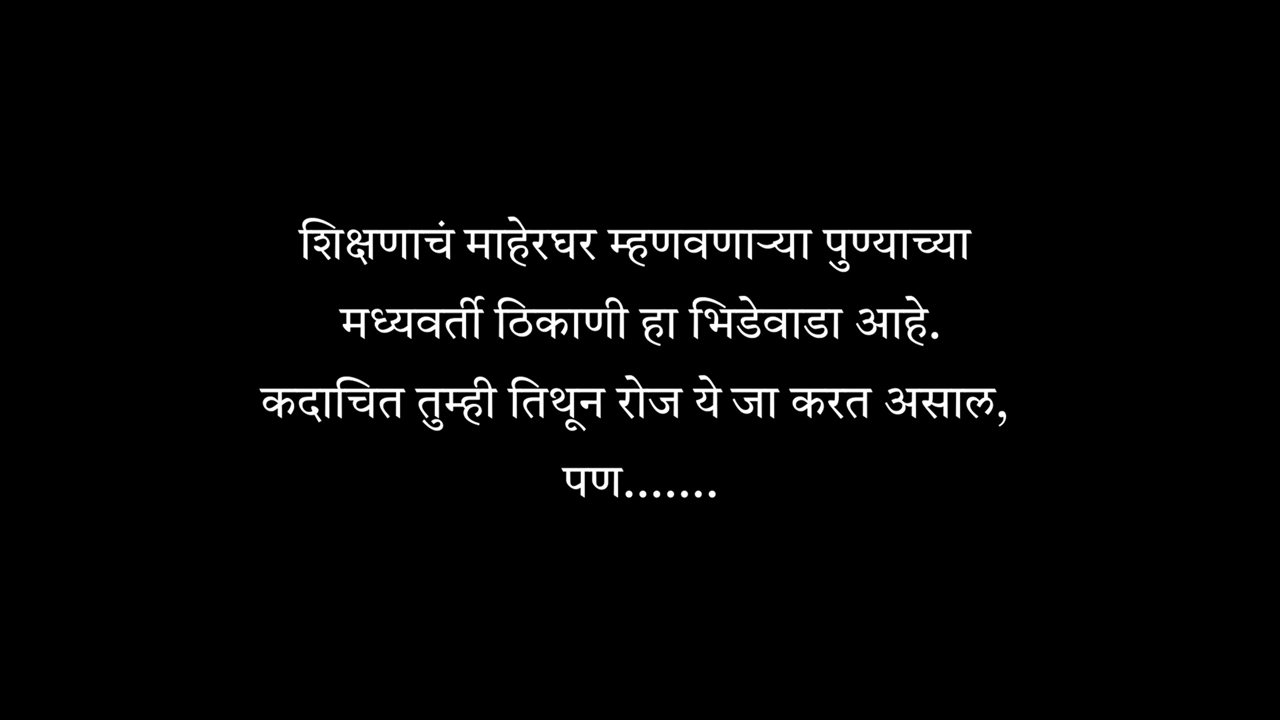 शिक्षणाचं माहेरघर म्हणवणाऱ्या पुण्याच्या
मध्यवर्ती ठिकाणी हा भिडेवाडा आहे.
कदाचित तुम्ही तिथून रोज ये जा करत असाल,
पण.......